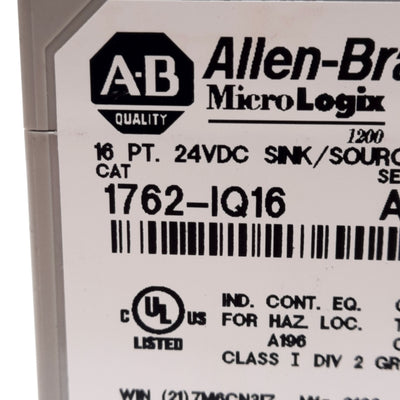 A-B
QUALITY
Allen-Bra
MicroLogix
1200
16 PT. 24VDC SINK/SOURC
CAT
SE
1762-IQ16
A
IND. CONT. EQ.
C UL US
FOR HAZ. LOC.
A196
LISTED
CLASS I DIV 2 GR